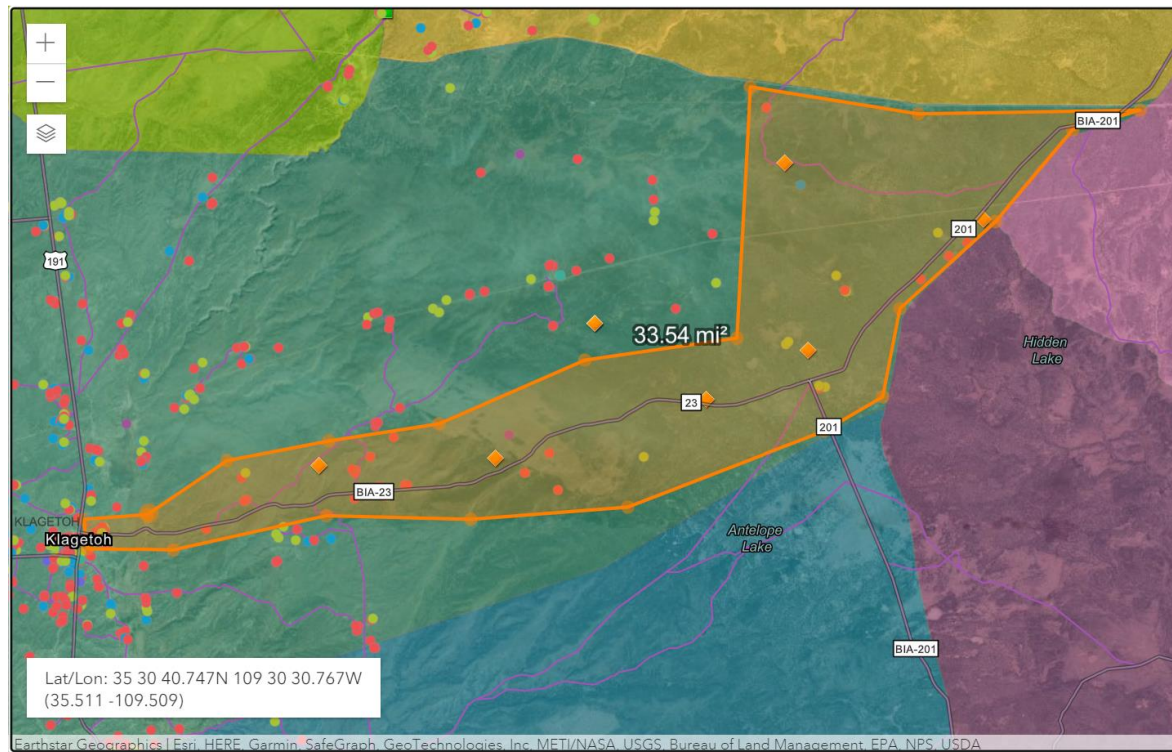 +
−
BIA-201
201
191
33.54 mi²
Hidden
Lake
23
201
BIA-23
KLAGETOH
Klagetoh
Antelope
Lake
BIA-201
Lat/Lon: 35 30 40.747N 109 30 30.767W
(35.511 -109.509)
Earthstar Geographics | Esri, HERE, Garmin, SafeGraph, GeoTechnologies, Inc, METI/NASA, USGS, Bureau of Land Management, EPA, NPS, USDA